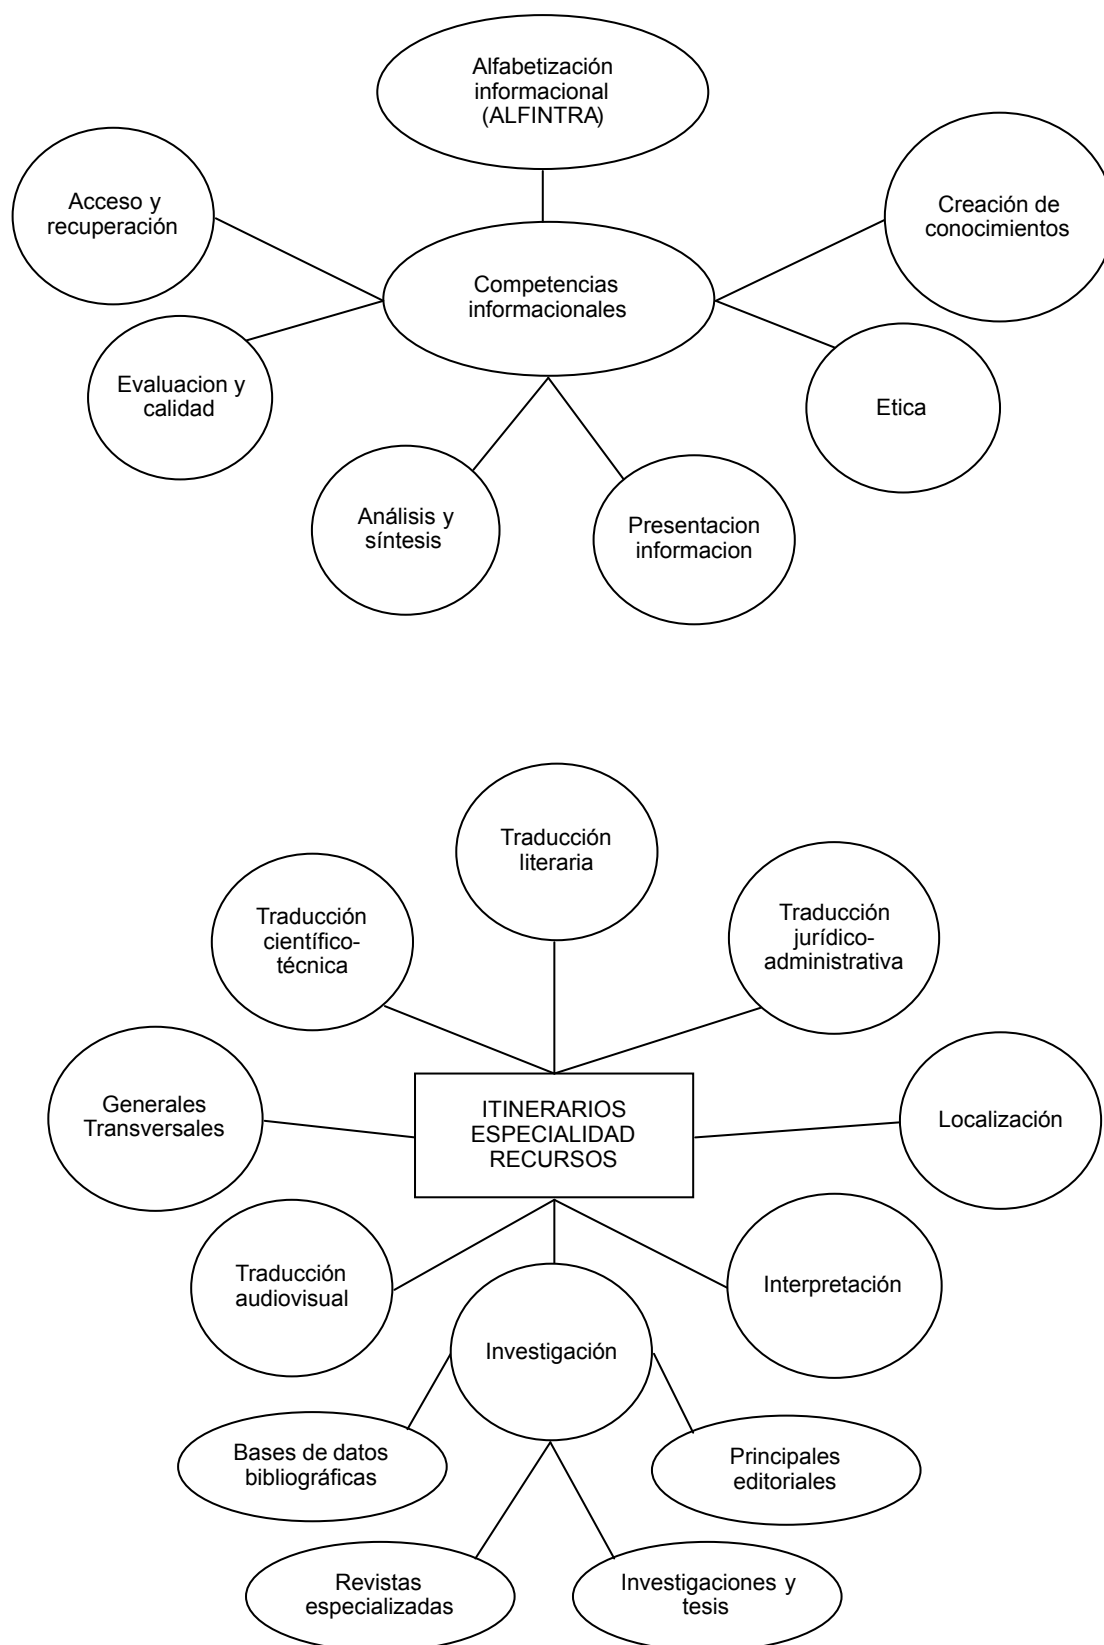 Alfabetización
informacional
(ALFINTRA)
Acceso y
recuperación
Creación de
conocimientos
Competencias
informacionales
Evaluacion y
calidad
Etica
Análisis y
síntesis
Presentacion
informacion
Traducción
literaria
Traducción
científico-
técnica
Traducción
jurídico-
administrativa
Generales
Transversales
ITINERARIOS
ESPECIALIDAD
RECURSOS
Localización
Traducción
audiovisual
Interpretación
Investigación
Bases de datos
bibliográficas
Principales
editoriales
Revistas
especializadas
Investigaciones y
tesis